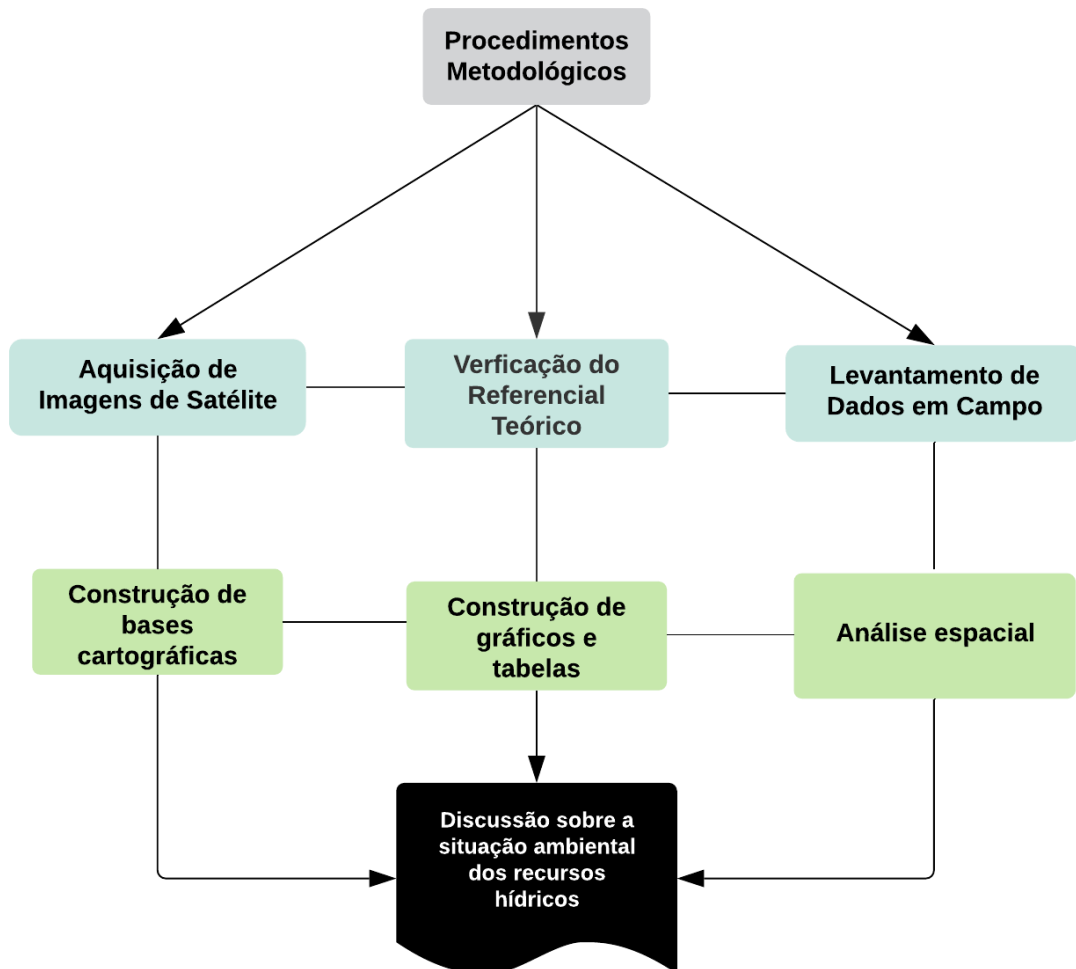 Procedimentos
Metodológicos
Aquisição de
Imagens de Satélite
Verficação do
Referencial
Teórico
Levantamento de
Dados em Campo
Construção de
bases
cartográficas
Construção de
gráficos e
tabelas
Análise espacial
Discussão sobre a
situação ambiental
dos recursos
hídricos